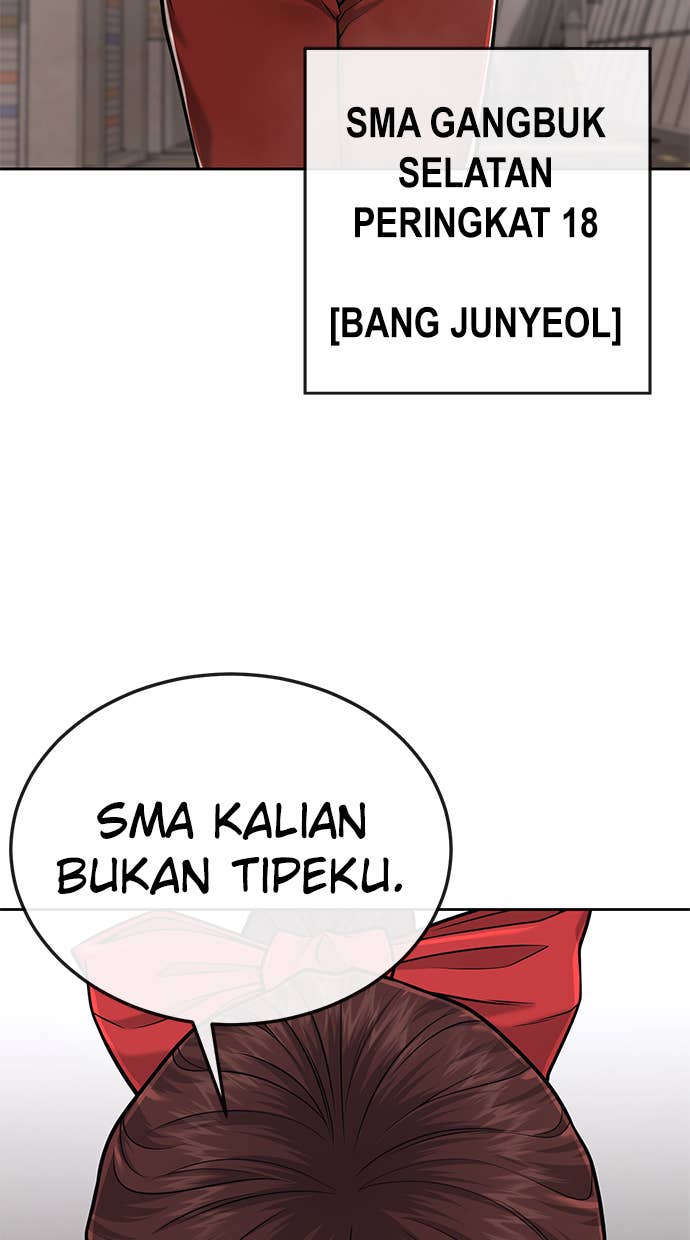 SMA GANGBUK
SELATAN
PERINGKAT 18
[BANG JUNYEOL]
SMA KALIAN
BUKAN TIPEKU.